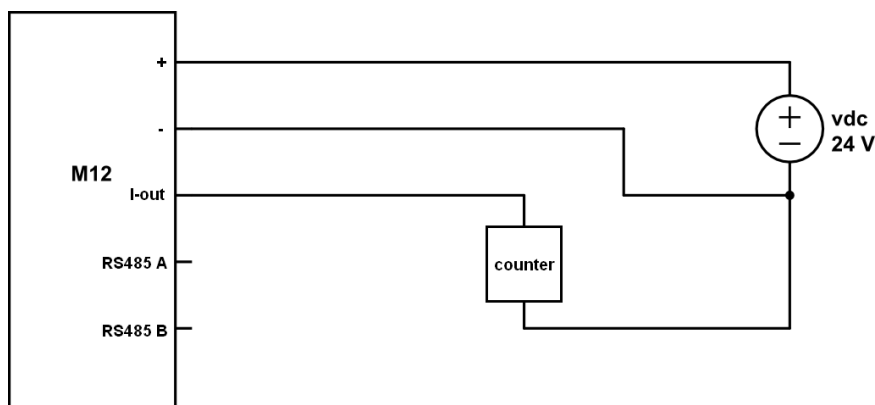 +
-
M12
I-out
RS485 A
RS485 B
counter
+
−
vdc
24 V